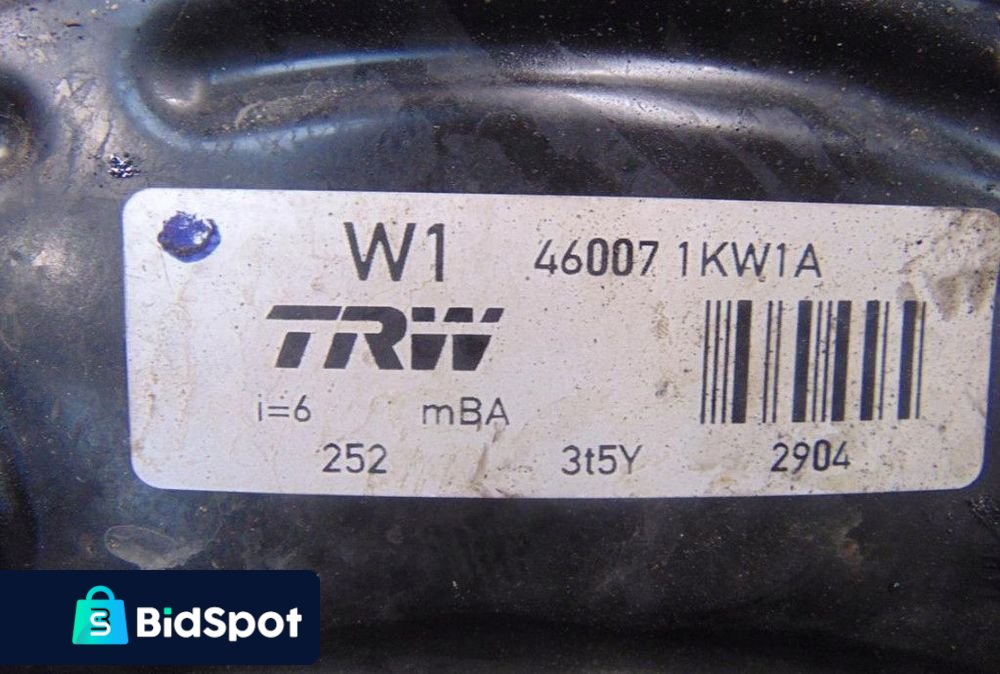 W1 46007 1KW1A
TRW
i=6 mBA
252 3t5Y 2904
BidSpot